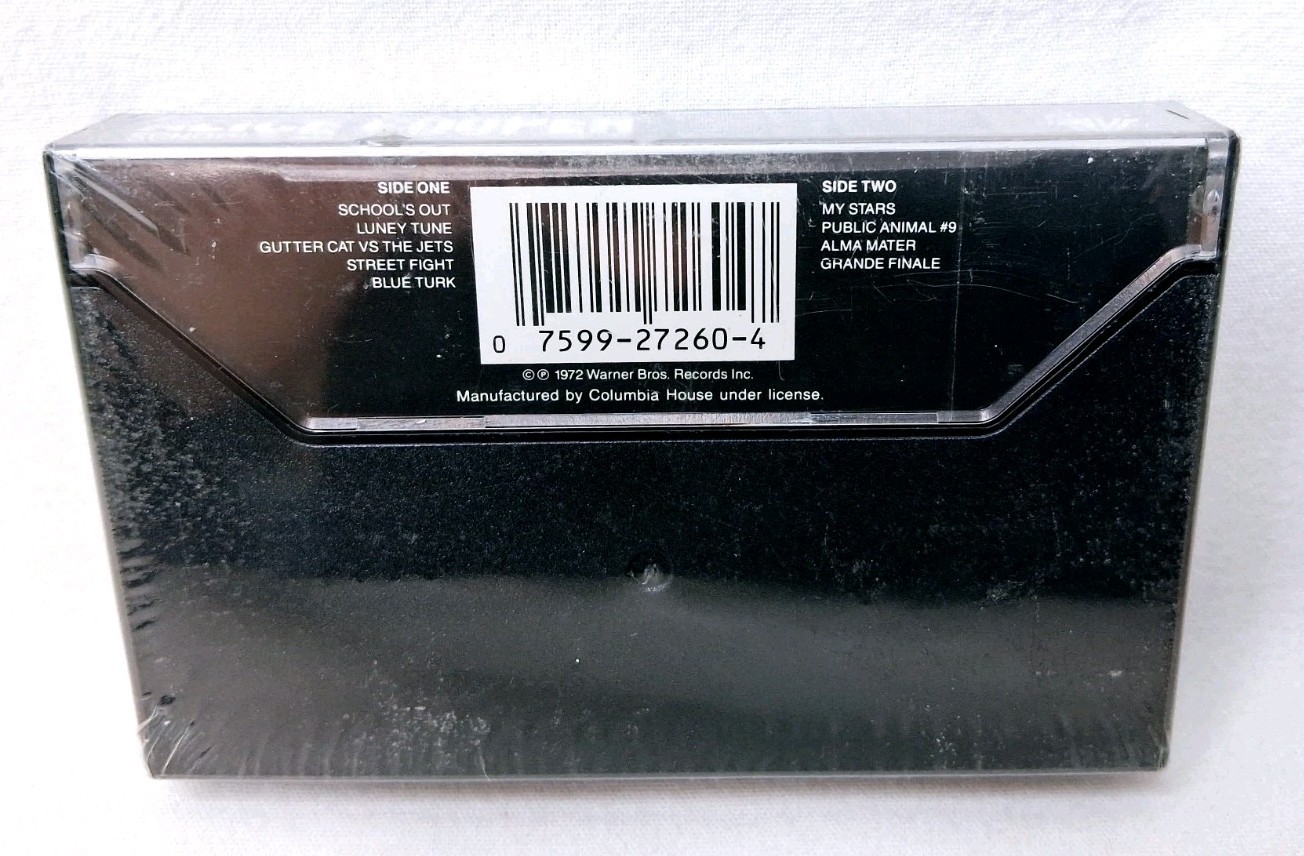 ALICE COOPER
SIDE ONE
SCHOOL'S OUT
LUNEY TUNE
GUTTER CAT VS THE JETS
STREET FIGHT
BLUE TURK
0 7599-27260-4
SIDE TWO
MY STARS
PUBLIC ANIMAL #9
ALMA MATER
GRANDE FINALE
©℗ 1972 Warner Bros. Records Inc.
Manufactured by Columbia House under license.